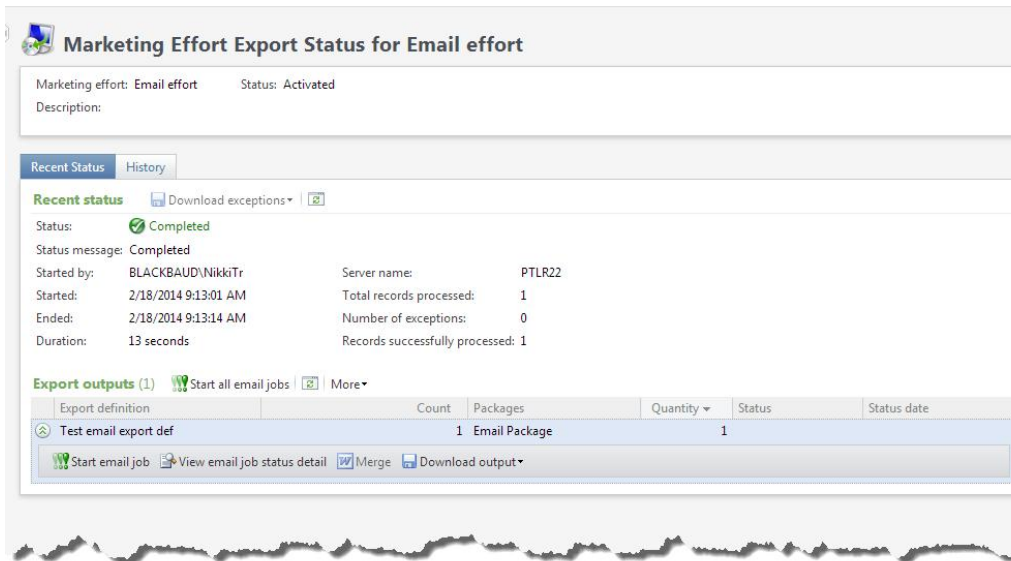 Marketing Effort Export Status for Email effort
Marketing effort: Email effort Status: Activated
Description:
Recent Status History
Recent status Download exceptions
Status: Completed
Status message: Completed
Started by: BLACKBAUD\NikkiTr Server name: PTLR22
Started: 2/18/2014 9:13:01 AM Total records processed: 1
Ended: 2/18/2014 9:13:14 AM Number of exceptions: 0
Duration: 13 seconds Records successfully processed: 1
Export outputs (1) Start all email jobs More
Export definition Count Packages Quantity Status Status date
Test email export def 1 Email Package 1
Start email job View email job status detail Merge Download output